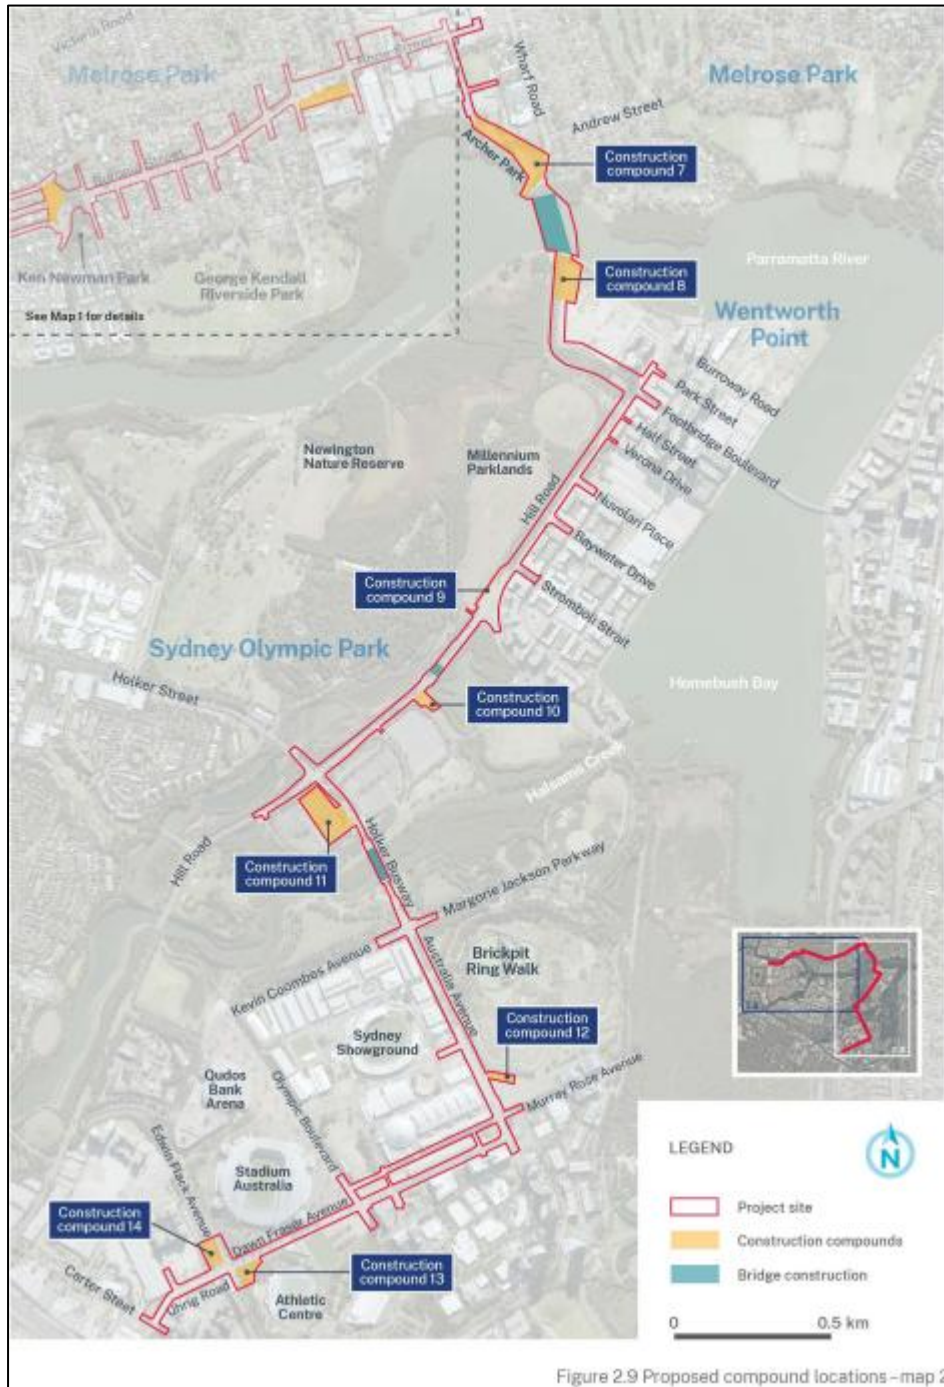 Victoria Road
Melrose Park
Wharf Road
Melrose Park
Andrew Street
Archer Park
Construction
compound 7
Ken Newman Park
George Kendall
Riverside Park
See Map 1 for details
Parramatta River
Construction
compound 8
Wentworth
Point
Burroway Road
Park Street
Footbridge Boulevard
Half Street
Verona Drive
Newington
Nature Reserve
Millennium
Parklands
Hill Road
Nuvolari Place
Baywater Drive
Stromboli Strait
Construction
compound 9
Sydney Olympic Park
Holker Street
Homebush Bay
Construction
compound 10
Haslams Creek
Hill Road
Construction
compound 11
Holker Busway
Marjorie Jackson Parkway
Kevin Coombes Avenue
Australia Avenue
Brickpit
Ring Walk
Construction
compound 12
Sydney
Showground
Murray Rose Avenue
Qudos
Bank
Arena
Olympic Boulevard
Edwin Flack Avenue
Stadium
Australia
Construction
compound 14
Dawn Fraser Avenue
Construction
compound 13
Carter Street
Uhrig Road
Athletic
Centre
LEGEND
N
Project site
Construction compounds
Bridge construction
0 0.5 km
Figure 2.9 Proposed compound locations – map 2